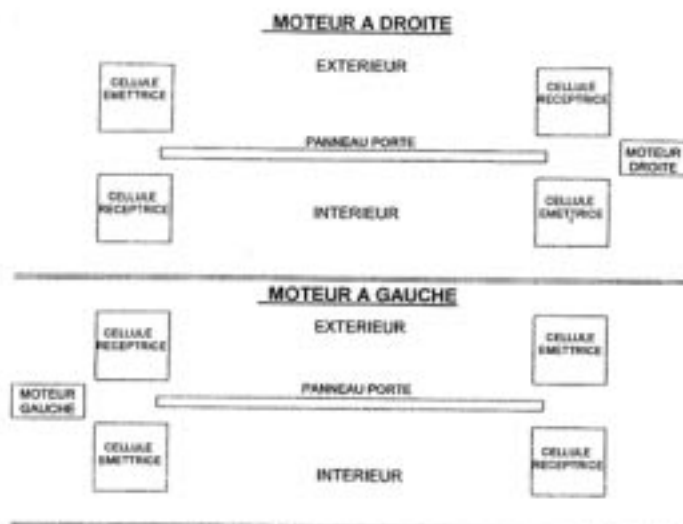 MOTEUR A DROITE
EXTERIEUR
CELLULE
EMETTRICE
CELLULE
RECEPTRICE
PANNEAU PORTE
MOTEUR
DROITE
CELLULE
RECEPTRICE
INTERIEUR
CELLULE
EMETTRICE
MOTEUR A GAUCHE
EXTERIEUR
CELLULE
RECEPTRICE
CELLULE
EMETTRICE
MOTEUR
GAUCHE
PANNEAU PORTE
CELLULE
EMETTRICE
INTERIEUR
CELLULE
RECEPTRICE